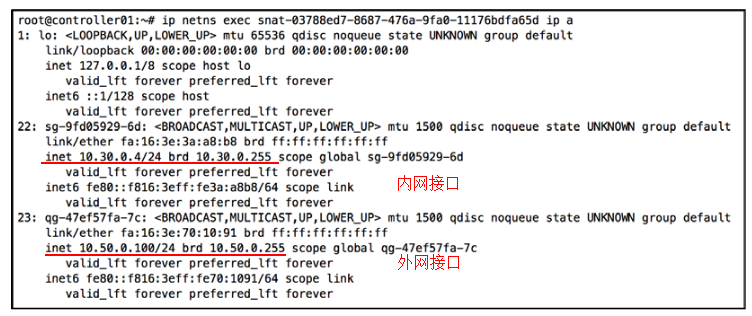 root@controller01:~# ip netns exec snat-03788ed7-8687-476a-9fa0-11176bdfa65d ip a
1: lo: <LOOPBACK,UP,LOWER_UP> mtu 65536 qdisc noqueue state UNKNOWN group default
link/loopback 00:00:00:00:00:00 brd 00:00:00:00:00:00
inet 127.0.0.1/8 scope host lo
valid_lft forever preferred_lft forever
inet6 ::1/128 scope host
valid_lft forever preferred_lft forever
22: sg-9fd05929-6d: <BROADCAST,MULTICAST,UP,LOWER_UP> mtu 1500 qdisc noqueue state UNKNOWN group default
link/ether fa:16:3e:3a:a8:b8 brd ff:ff:ff:ff:ff:ff
inet 10.30.0.4/24 brd 10.30.0.255 scope global sg-9fd05929-6d
valid_lft forever preferred_lft forever
inet6 fe80::f816:3eff:fe3a:a8b8/64 scope link
内网接口
valid_lft forever preferred_lft forever
23: qg-47ef57fa-7c: <BROADCAST,MULTICAST,UP,LOWER_UP> mtu 1500 qdisc noqueue state UNKNOWN group default
link/ether fa:16:3e:70:10:91 brd ff:ff:ff:ff:ff:ff
inet 10.50.0.100/24 brd 10.50.0.255 scope global qg-47ef57fa-7c
valid_lft forever preferred_lft forever
外网接口
inet6 fe80::f816:3eff:fe70:1091/64 scope link
valid_lft forever preferred_lft forever